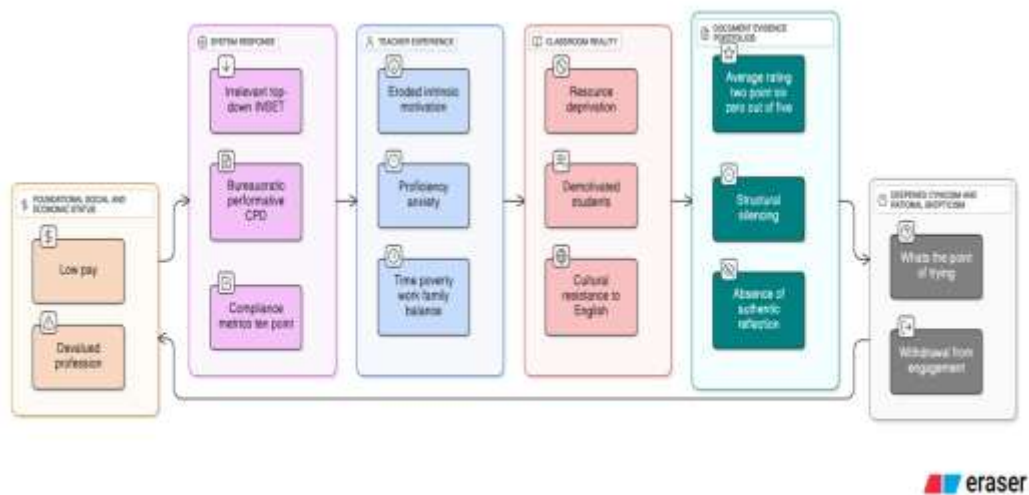 SYSTEM RESPONSE
Irrelevant top-
down INSET
Bureaucratic
performative
CPD
Compliance
metrics ten point
TEACHER EXPERIENCE
Eroded intrinsic
motivation
Proficiency
anxiety
Time poverty
work family
balance
CLASSROOM REALITY
Resource
deprivation
Demotivated
students
Cultural
resistance to
English
DOCUMENT EVIDENCE
PORTFOLIOS
Average rating
two point six
zero out of five
Structural
silencing
Absence of
authentic
reflection
FOUNDATIONAL SOCIAL AND
ECONOMIC STATUS
Low pay
Devalued
profession
DEEPENED CYNICISM AND
RATIONAL SKEPTICISM
Whats the point
of trying
Withdrawal from
engagement
eraser